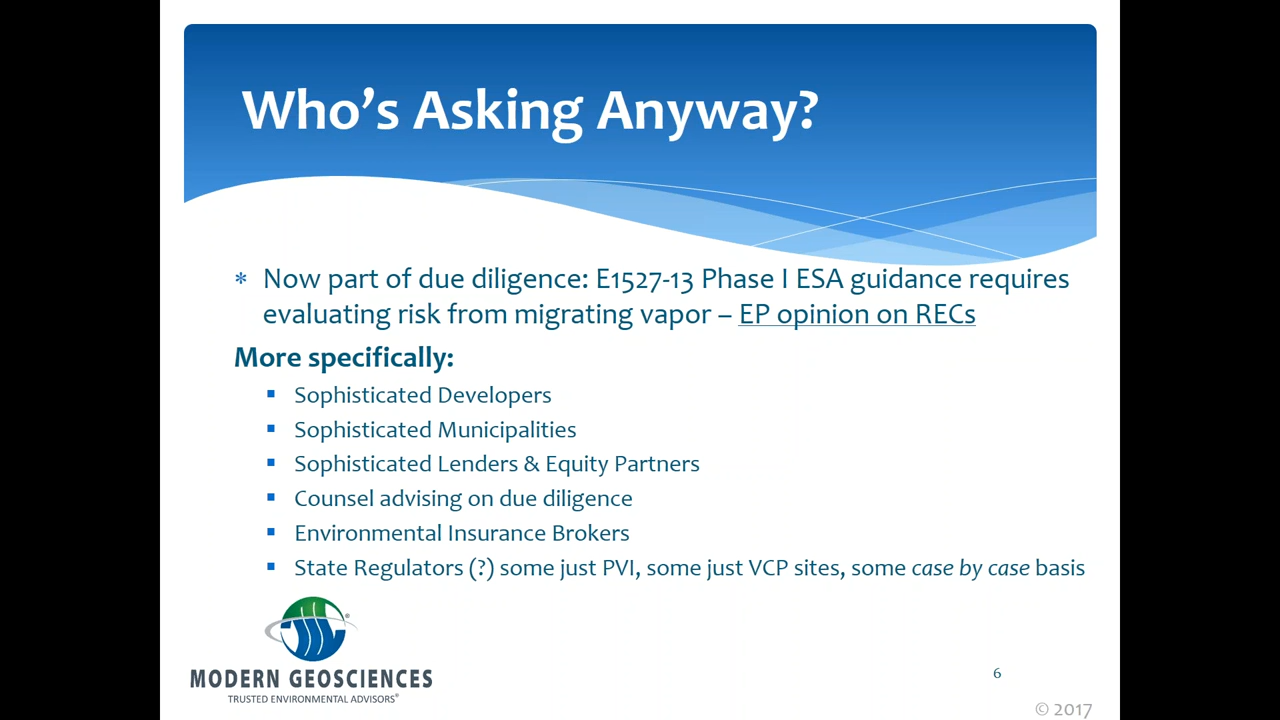 Who's Asking Anyway?
* Now part of due diligence: E1527-13 Phase I ESA guidance requires
evaluating risk from migrating vapor – EP opinion on RECs
More specifically:
▪ Sophisticated Developers
▪ Sophisticated Municipalities
▪ Sophisticated Lenders & Equity Partners
▪ Counsel advising on due diligence
▪ Environmental Insurance Brokers
▪ State Regulators (?) some just PVI, some just VCP sites, some case by case basis
MODERN GEOSCIENCES
TRUSTED ENVIRONMENTAL ADVISORS®
6
© 2017